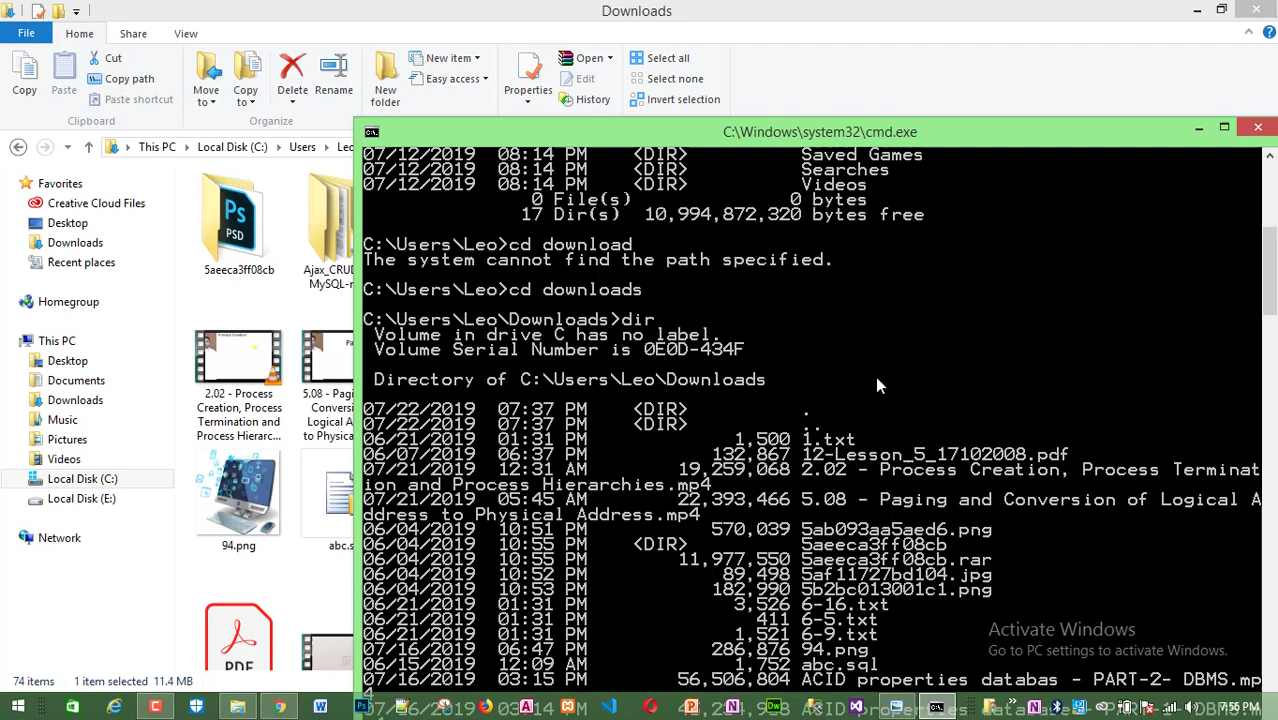 Downloads
File Home Share View
Copy
Paste
Cut
Copy path
Paste shortcut
Clipboard
Move to
Copy to
Delete
Rename
Organize
New folder
New item
Easy access
Properties
Open
Edit
History
Select all
Select none
Invert selection
This PC Local Disk (C:) Users Leo
Favorites
Creative Cloud Files
Desktop
Downloads
Recent places
Homegroup
This PC
Desktop
Documents
Downloads
Music
Pictures
Videos
Local Disk (C:)
Local Disk (E:)
Network
Ps
PSD
5aeeca3ff08cb
Ajax_CRUD
MySQL-
2.02 - Process
Creation, Process
Termination and
Process Hierarc...
5.08 - Pag
Conversio
Logical A
to Physical
94.png
abc.s
PDF
74 items 1 item selected 11.4 MB
C:\Windows\system32\cmd.exe
07/12/2019 08:14 PM <DIR> Saved Games
07/12/2019 08:14 PM <DIR> Searches
07/12/2019 08:14 PM <DIR> Videos
0 File(s) 0 bytes
17 Dir(s) 10,994,872,320 bytes free
C:\Users\Leo>cd download
The system cannot find the path specified.
C:\Users\Leo>cd downloads
C:\Users\Leo\Downloads>dir
Volume in drive C has no label.
Volume Serial Number is 0E0D-434F
Directory of C:\Users\Leo\Downloads
07/22/2019 07:37 PM <DIR> .
07/22/2019 07:37 PM <DIR> ..
06/21/2019 01:31 PM 1,500 1.txt
06/07/2019 06:37 PM 132,867 12-Lesson_5_17102008.pdf
07/21/2019 12:31 AM 19,259,068 2.02 - Process Creation, Process Terminat
ion and Process Hierarchies.mp4
07/21/2019 05:45 AM 22,393,466 5.08 - Paging and Conversion of Logical A
ddress to Physical Address.mp4
06/04/2019 10:51 PM 570,039 5ab093aa5aed6.png
06/04/2019 10:55 PM <DIR> 5aeeca3ff08cb
06/04/2019 10:55 PM 11,977,550 5aeeca3ff08cb.rar
06/04/2019 10:52 PM 89,498 5af11727bd104.jpg
06/04/2019 10:53 PM 182,990 5b2bc013001c1.png
06/21/2019 01:31 PM 3,526 6-16.txt
06/21/2019 01:31 PM 411 6-5.txt
06/21/2019 01:31 PM 1,521 6-9.txt
06/22/2019 06:47 PM 286,876 94.png
06/15/2019 12:09 AM 1,752 abc.sql
07/16/2019 03:15 PM 56,506,804 ACID properties databas - PART-2- DBMS.mp
4
Activate Windows
Go to PC settings to activate Windows.
7:56 PM